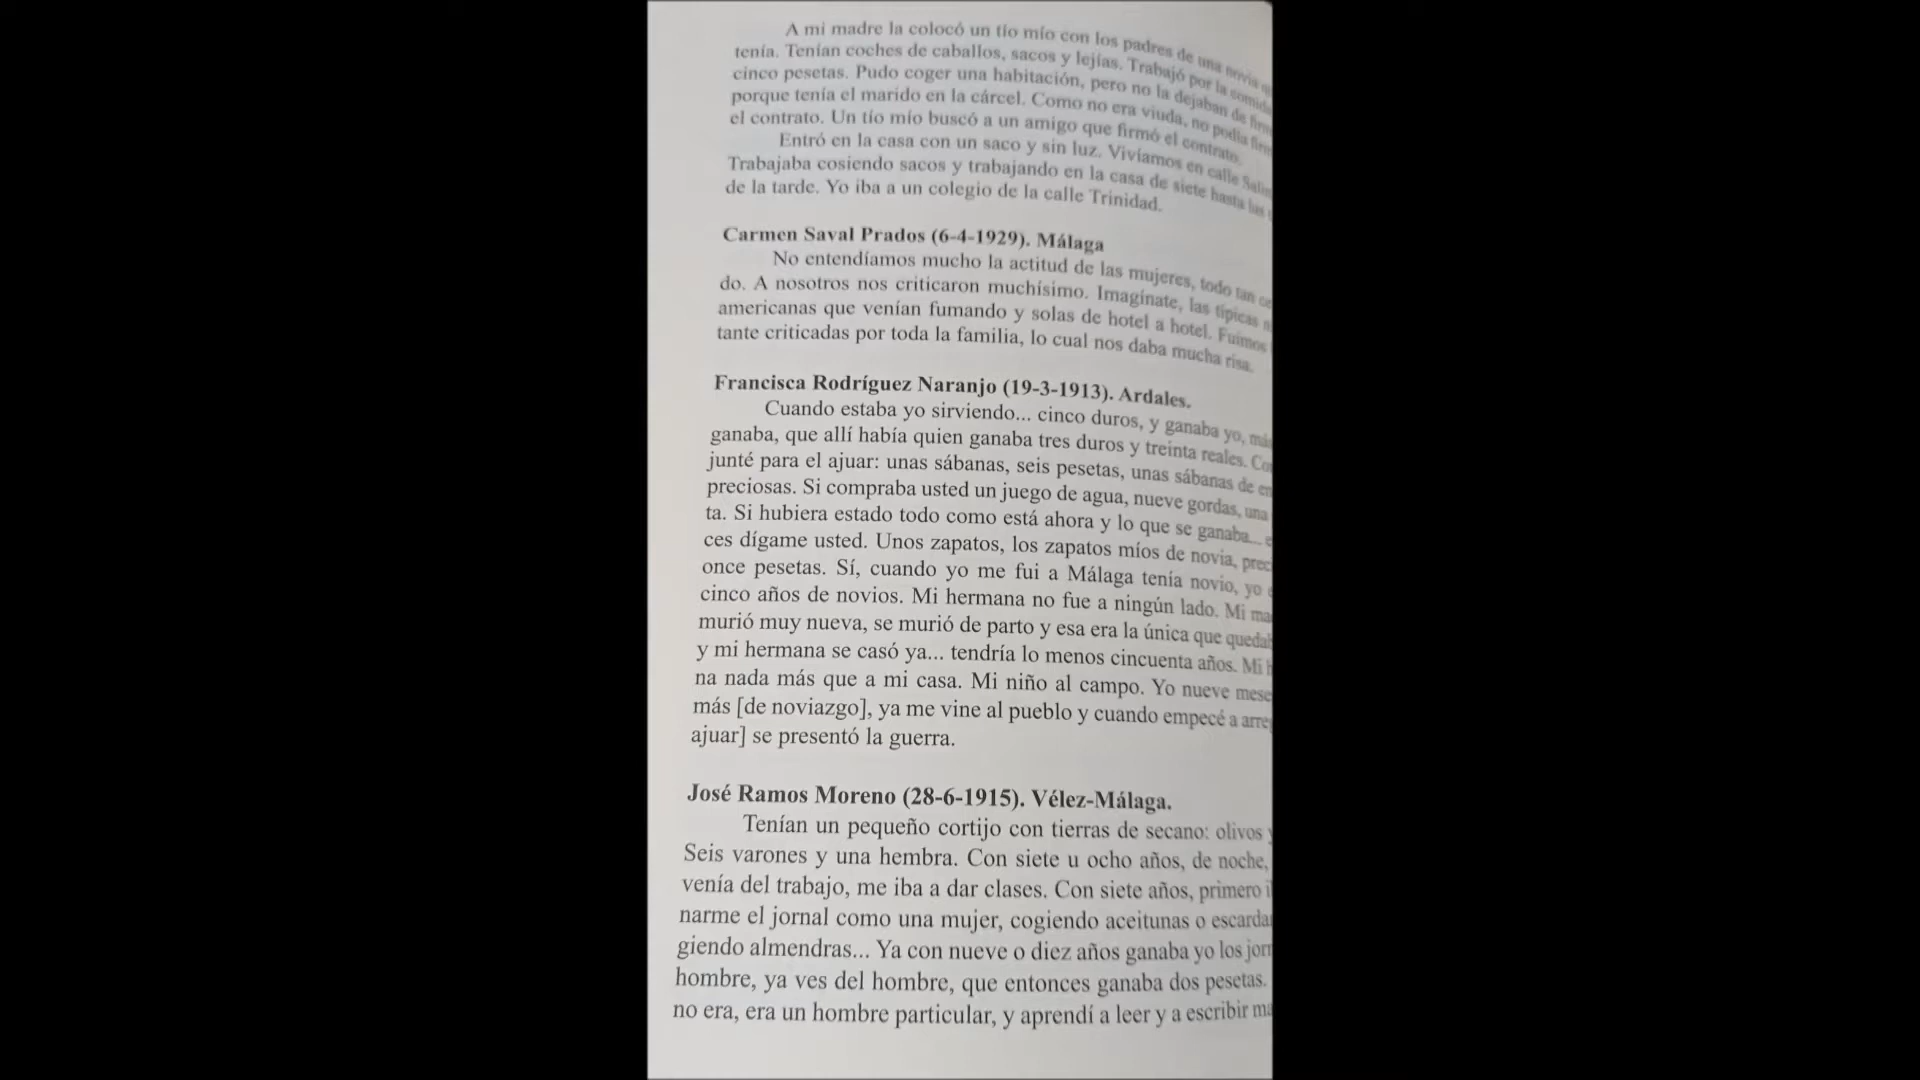 A mi madre la colocó un tío mío con los padres de una novia
tenía. Tenían coches de caballos, sacos y lejías. Trabajó por la
cinco pesetas. Pudo coger una habitación, pero no la dejaban de
porque tenía el marido en la cárcel. Como no era viuda, no podía
el contrato. Un tío mío buscó a un amigo que firmó el contrato.
Entró en la casa con un saco y sin luz. Vivíamos en calle
Trabajaba cosiendo sacos y trabajando en la casa de siete hasta las
de la tarde. Yo iba a un colegio de la calle Trinidad.
Carmen Saval Prados (6-4-1929). Málaga
No entendíamos mucho la actitud de las mujeres, todo tan
do. A nosotros nos criticaron muchísimo. Imagínate, las típicas
americanas que venían fumando y solas de hotel a hotel. Fuimos
tante criticadas por toda la familia, lo cual nos daba mucha risa.
Francisca Rodríguez Naranjo (19-3-1913). Ardales.
Cuando estaba yo sirviendo... cinco duros, y ganaba yo,
ganaba, que allí había quien ganaba tres duros y treinta reales.
junté para el ajuar: unas sábanas, seis pesetas, unas sábanas de
preciosas. Si compraba usted un juego de agua, nueve gordas, una
ta. Si hubiera estado todo como está ahora y lo que se ganaba...
ces dígame usted. Unos zapatos, los zapatos míos de novia,
once pesetas. Sí, cuando yo me fui a Málaga tenía novio, yo
cinco años de novios. Mi hermana no fue a ningún lado. Mi
murió muy nueva, se murió de parto y esa era la única que
y mi hermana se casó ya... tendría lo menos cincuenta años. Mi
na nada más que a mi casa. Mi niño al campo. Yo nueve
más [de noviazgo], ya me vine al pueblo y cuando empecé a
ajuar] se presentó la guerra.
José Ramos Moreno (28-6-1915). Vélez-Málaga.
Tenían un pequeño cortijo con tierras de secano: olivos
Seis varones y una hembra. Con siete u ocho años, de noche,
venía del trabajo, me iba a dar clases. Con siete años, primero
narme el jornal como una mujer, cogiendo aceitunas o
giendo almendras... Ya con nueve o diez años ganaba yo los
hombre, ya ves del hombre, que entonces ganaba dos pesetas.
no era, era un hombre particular, y aprendí a leer y a escribir